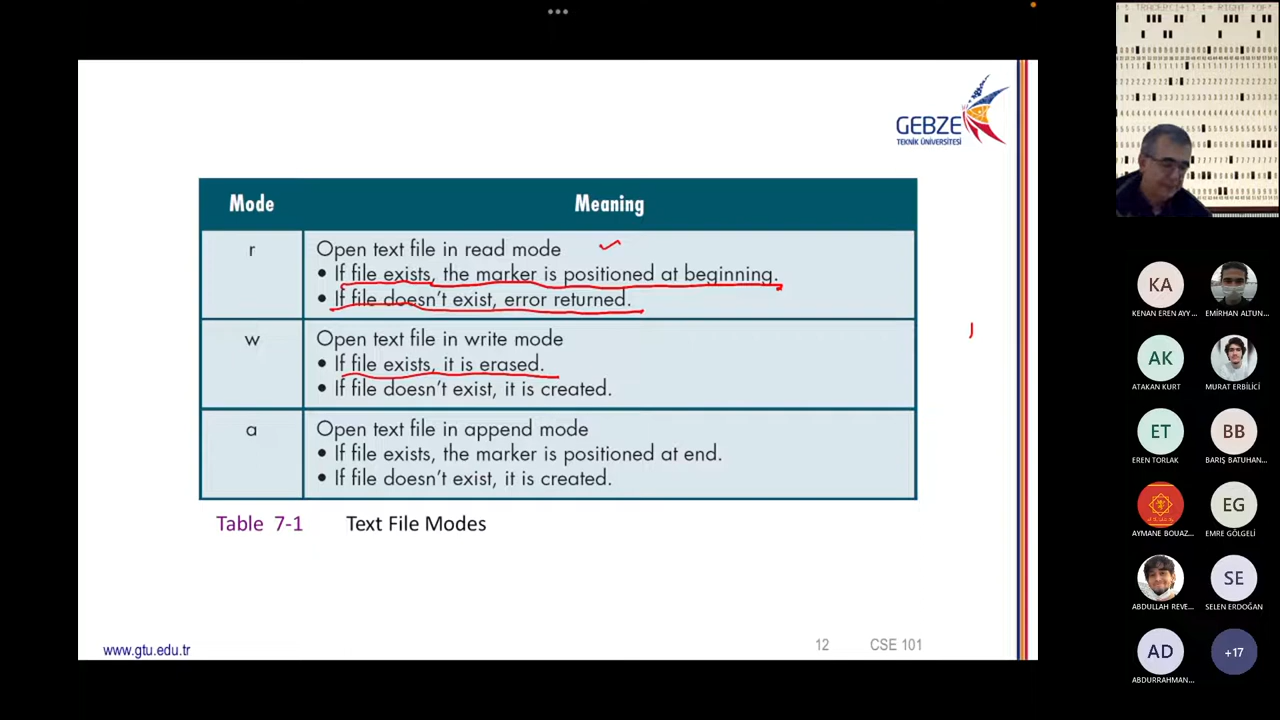 TRACER(I+1) := RIGHT "OF"
GEBZE
TEKNİK ÜNİVERSİTESİ
Mode Meaning
r Open text file in read mode
• If file exists, the marker is positioned at beginning.
• If file doesn't exist, error returned.
w Open text file in write mode
• If file exists, it is erased.
• If file doesn't exist, it is created.
a Open text file in append mode
• If file exists, the marker is positioned at end.
• If file doesn't exist, it is created.
Table 7-1 Text File Modes
www.gtu.edu.tr 12 CSE 101
KA
KENAN EREN AYY... EMİRHAN ALTUN...
AK
ATAKAN KURT MURAT ERBİLİCİ
ET BB
EREN TORLAK BARIŞ BATUHAN...
EG
AYMANE BOUAZ... EMRE GÖLGELİ
SE
ABDULLAH REVE... SELEN ERDOĞAN
AD +17
ABDURRAHMAN...